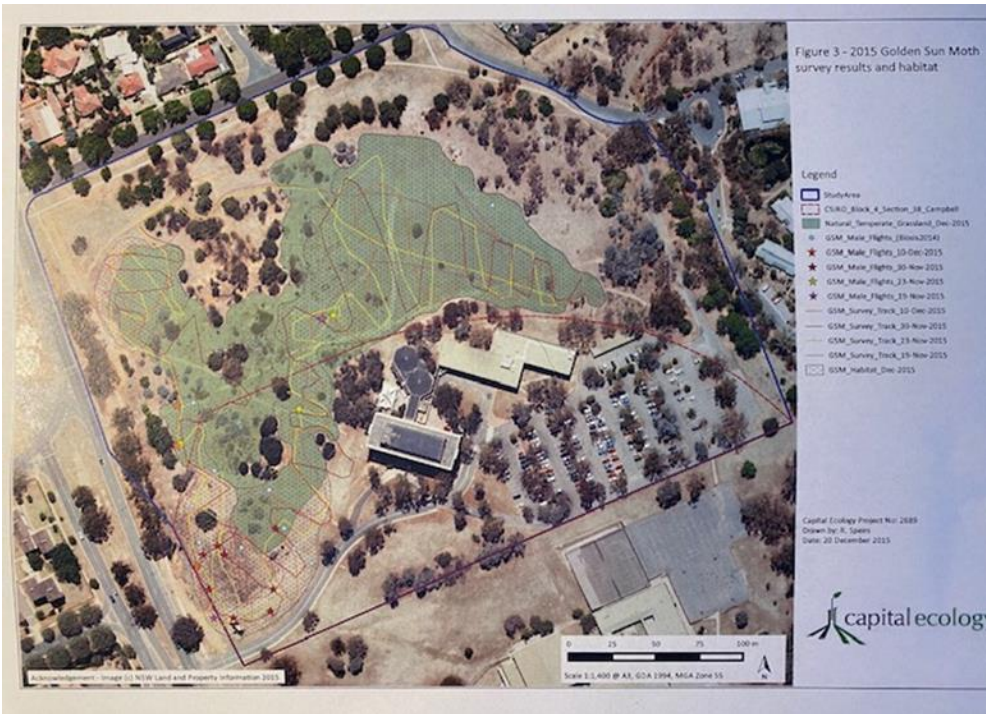 Figure 3 - 2015 Golden Sun Moth
survey results and habitat
Legend
StudyArea
CSIRO_Block_4_Section_38_Campbell
Natural_Temperate_Grassland_Dec-2015
GSM_Male_Flights_(Biosis2014)
GSM_Male_Flights_10-Dec-2015
GSM_Male_Flights_30-Nov-2015
GSM_Male_Flights_23-Nov-2015
GSM_Male_Flights_19-Nov-2015
GSM_Survey_Track_10-Dec-2015
GSM_Survey_Track_30-Nov-2015
GSM_Survey_Track_23-Nov-2015
GSM_Survey_Track_19-Nov-2015
GSM_Habitat_Dec-2015
Capital Ecology Project No: 2689
Drawn by: R. Speirs
Date: 20 December 2015
capital ecology
0 25 50 75 100 m
Scale 1:1,400 @ A3, GDA 1994, MGA Zone 55
N
Acknowledgement - Image (c) NSW Land and Property Information 2015